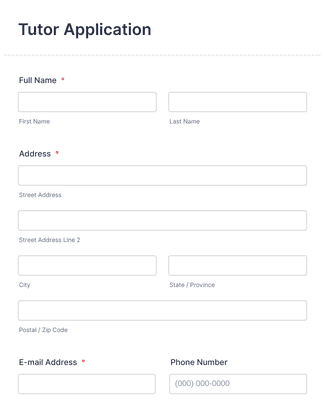 Tutor Application
Full Name *
First Name Last Name
Address *
Street Address
Street Address Line 2
City State / Province
Postal / Zip Code
E-mail Address * Phone Number
(000) 000-0000